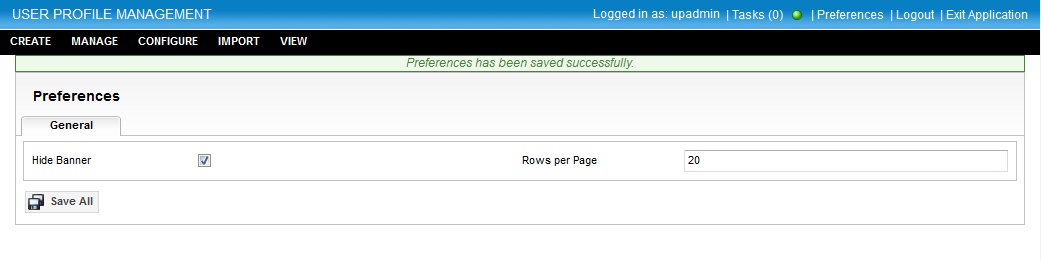 USER PROFILE MANAGEMENT Logged in as: upadmin | Tasks (0) | Preferences | Logout | Exit Application
CREATE MANAGE CONFIGURE IMPORT VIEW
Preferences has been saved successfully.
Preferences
General
Hide Banner Rows per Page 20
Save All